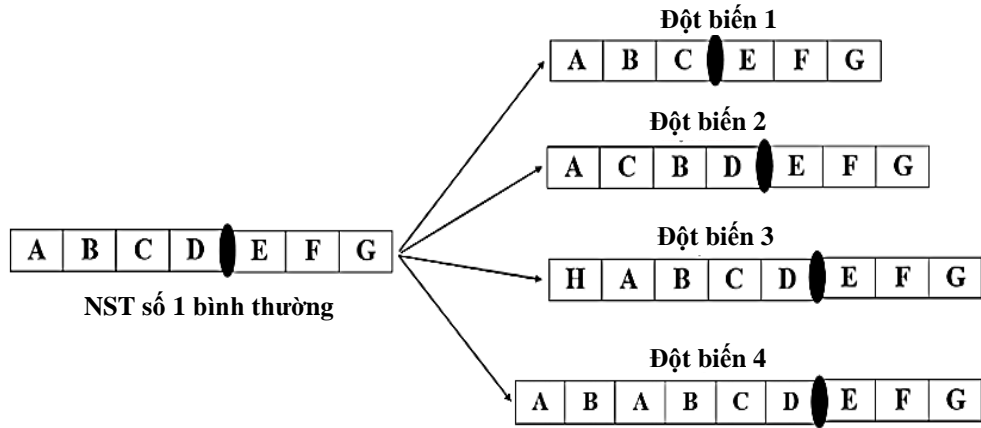 Đột biến 1
A B C E F G
Đột biến 2
A C B D E F G
Đột biến 3
A B C D E F G
H A B C D E F G
NST số 1 bình thường
Đột biến 4
A B A B C D E F G